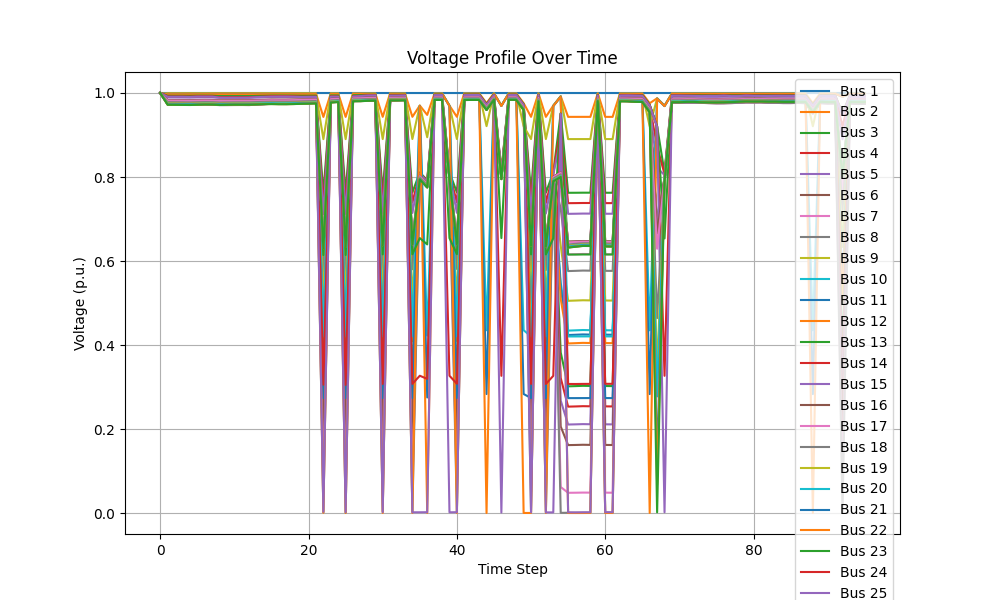 Voltage Profile Over Time
Voltage (p.u.)
1.0
0.8
0.6
0.4
0.2
0.0
0
20
40
60
80
Time Step
Bus 1
Bus 2
Bus 3
Bus 4
Bus 5
Bus 6
Bus 7
Bus 8
Bus 9
Bus 10
Bus 11
Bus 12
Bus 13
Bus 14
Bus 15
Bus 16
Bus 17
Bus 18
Bus 19
Bus 20
Bus 21
Bus 22
Bus 23
Bus 24
Bus 25